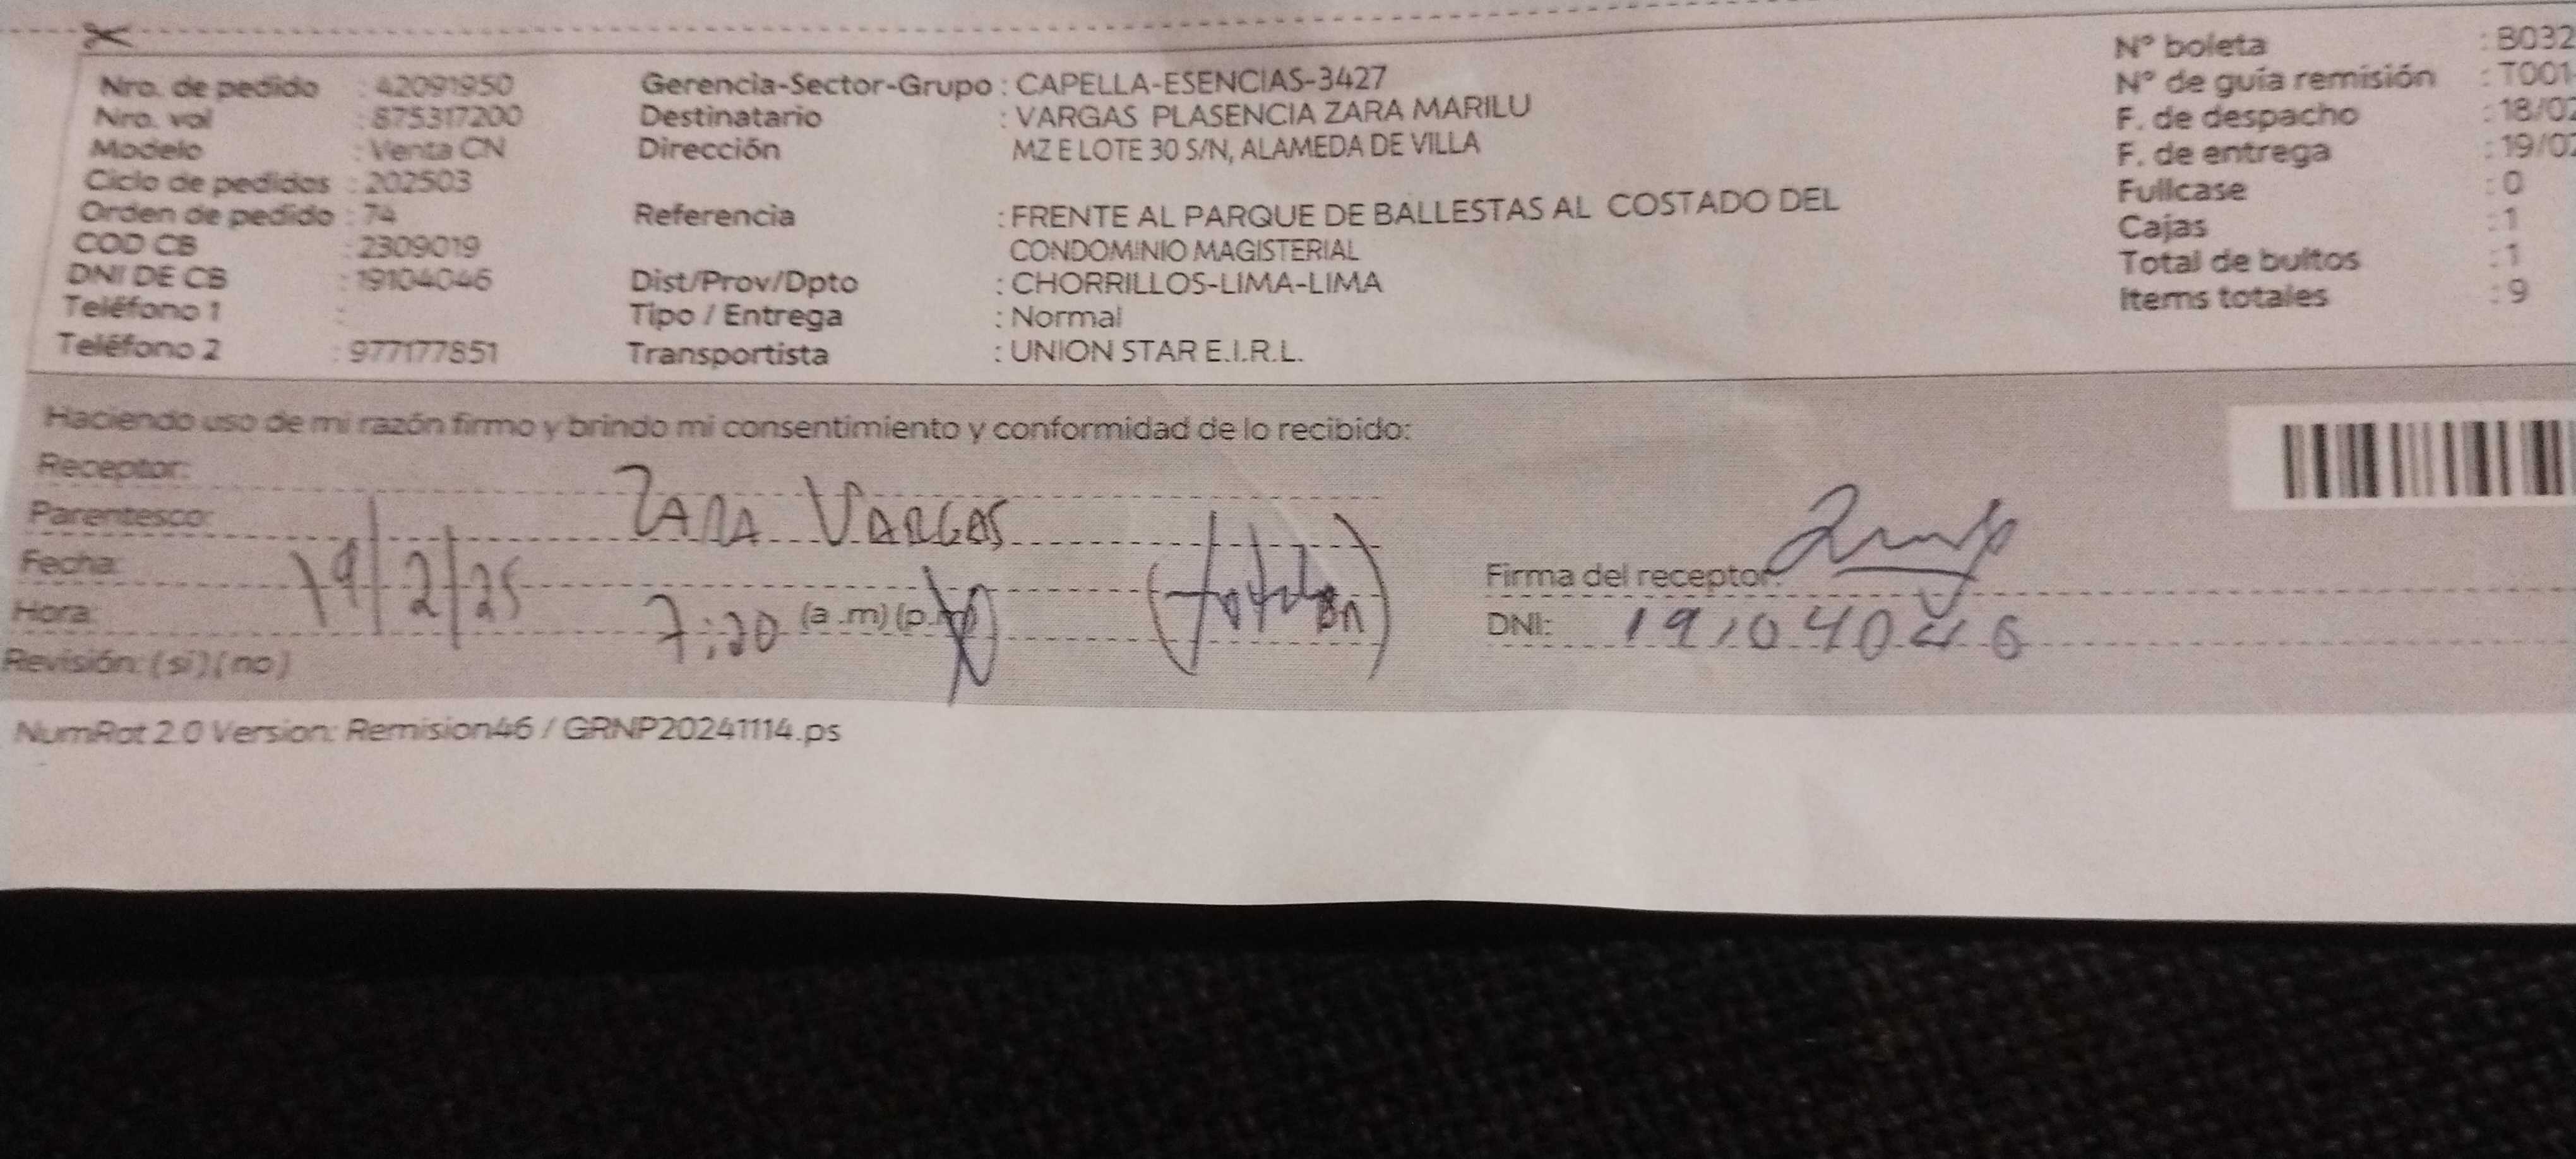 Nro. de pedido : 42091950 Gerencia-Sector-Grupo : CAPELLA-ESENCIAS-3427 N° boleta : B032
Nro. val : 875317200 Destinatario : VARGAS PLASENCIA ZARA MARILU N° de guía remisión : T001-
Modelo : Venta CN Dirección MZ E LOTE 30 S/N, ALAMEDA DE VILLA F. de despacho : 18/02
Ciclo de pedidos : 202503 F. de entrega : 19/02
Orden de pedido : 74 Referencia : FRENTE AL PARQUE DE BALLESTAS AL COSTADO DEL Fullcase : 0
COD CB : 2309019 CONDOMINIO MAGISTERIAL Cajas : 1
DNI DE CB : 19104046 Dist/Prov/Dpto : CHORRILLOS-LIMA-LIMA Total de bultos : 1
Teléfono 1 : Tipo / Entrega : Normal Items totales : 9
Teléfono 2 : 977177851 Transportista : UNION STAR E.I.R.L.
Haciendo uso de mi razón firmo y brindo mi consentimiento y conformidad de lo recibido:
Receptor:
Parentesco: ZARA VARGAS
Fecha: 19/2/25 Firma del receptor:
Hora: 7:20 (a .m) (p.m) DNI: 19104046
Revisión: (si) (no)
NumRot 2.0 Version: Remision46 / GRNP20241114.ps